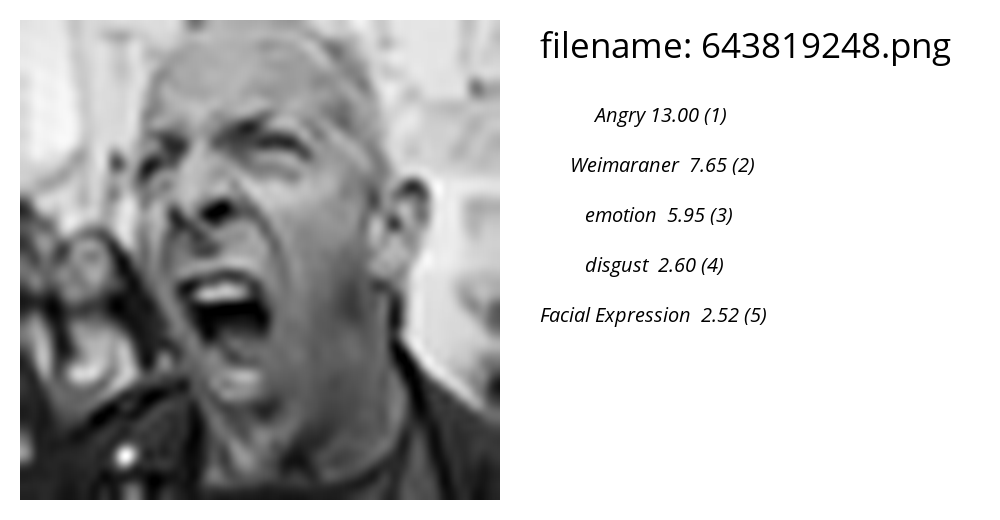 filename: 643819248.png
Angry 13.00 (1)
Weimaraner 7.65 (2)
emotion 5.95 (3)
disgust 2.60 (4)
Facial Expression 2.52 (5)